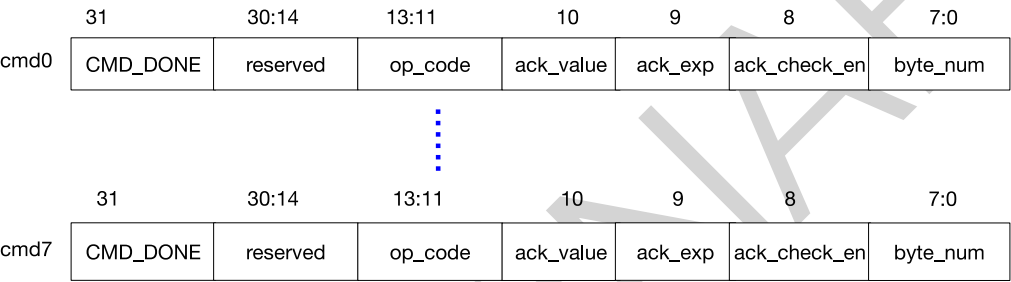 31 30:14 13:11 10 9 8 7:0
cmd0 CMD_DONE reserved op_code ack_value ack_exp ack_check_en byte_num
31 30:14 13:11 10 9 8 7:0
cmd7 CMD_DONE reserved op_code ack_value ack_exp ack_check_en byte_num